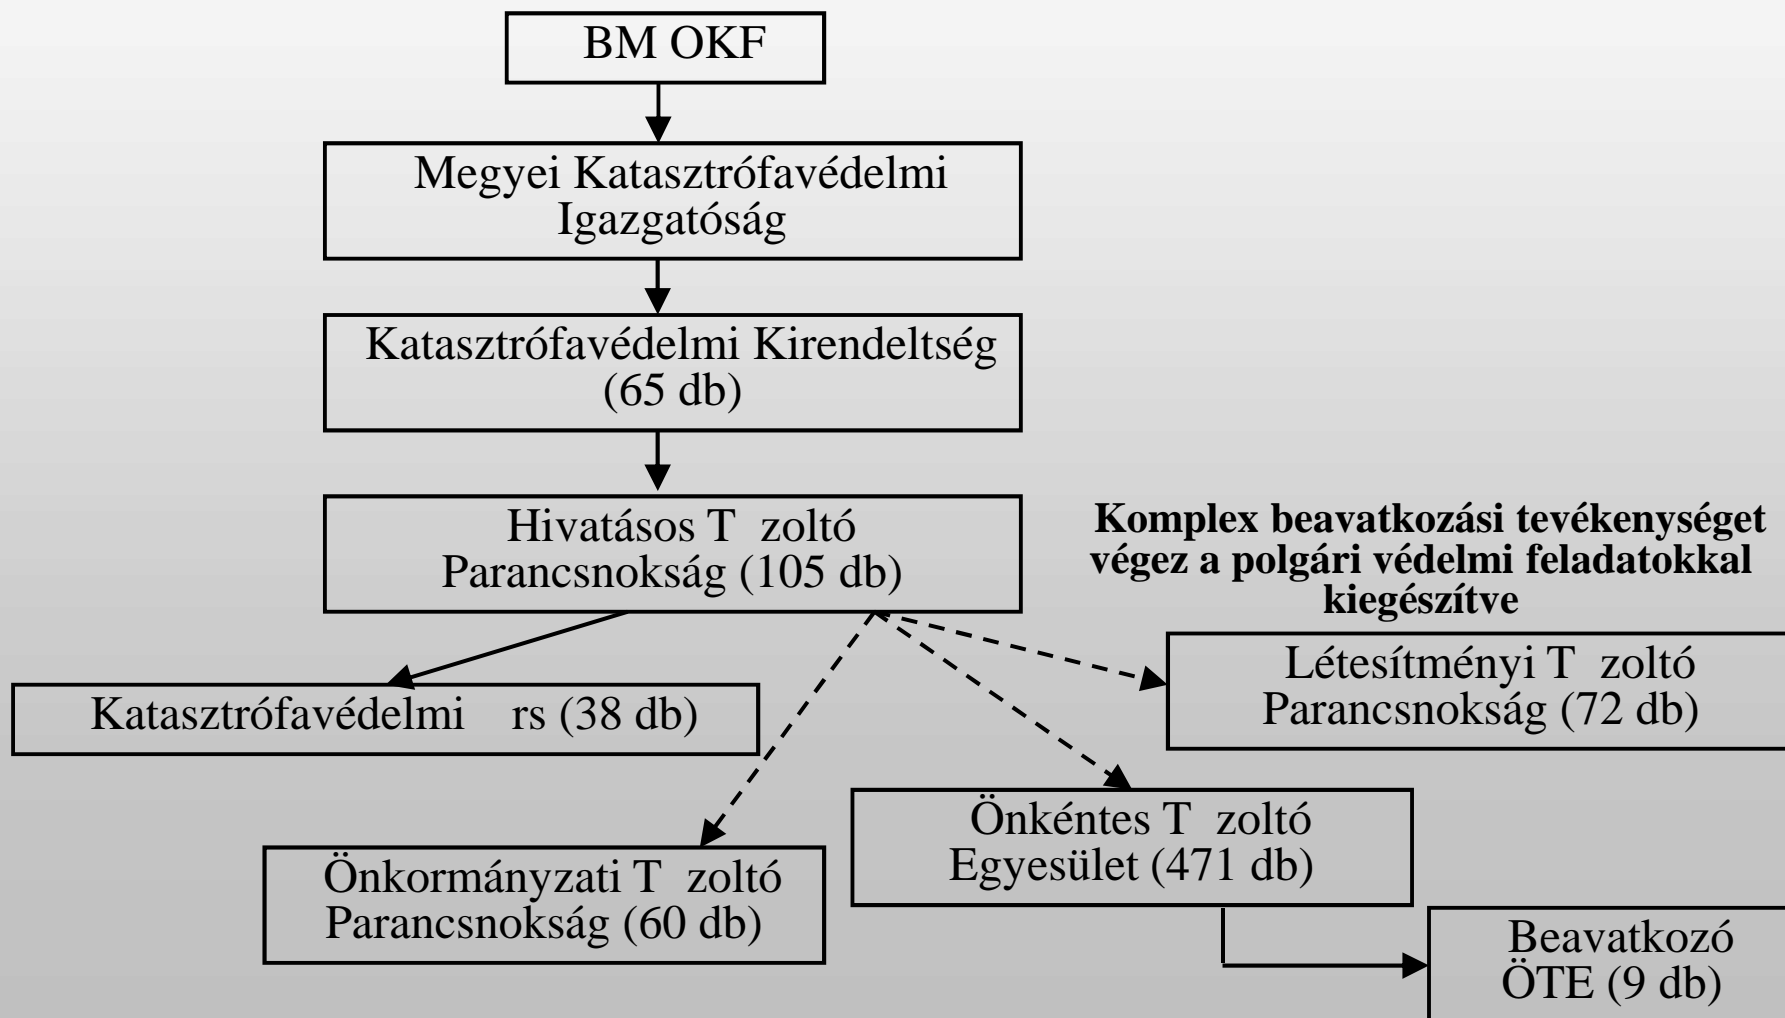 BM OKF
Megyei Katasztrófavédelmi
Igazgatóság
Katasztrófavédelmi Kirendeltség
(65 db)
Hivatásos T zoltó
Parancsnokság (105 db)
Komplex beavatkozási tevékenységet
végez a polgári védelmi feladatokkal
kiegészítve
Létesítményi T zoltó
Parancsnokság (72 db)
Katasztrófavédelmi rs (38 db)
Önkéntes T zoltó
Egyesület (471 db)
Önkormányzati T zoltó
Parancsnokság (60 db)
Beavatkozó
ÖTE (9 db)